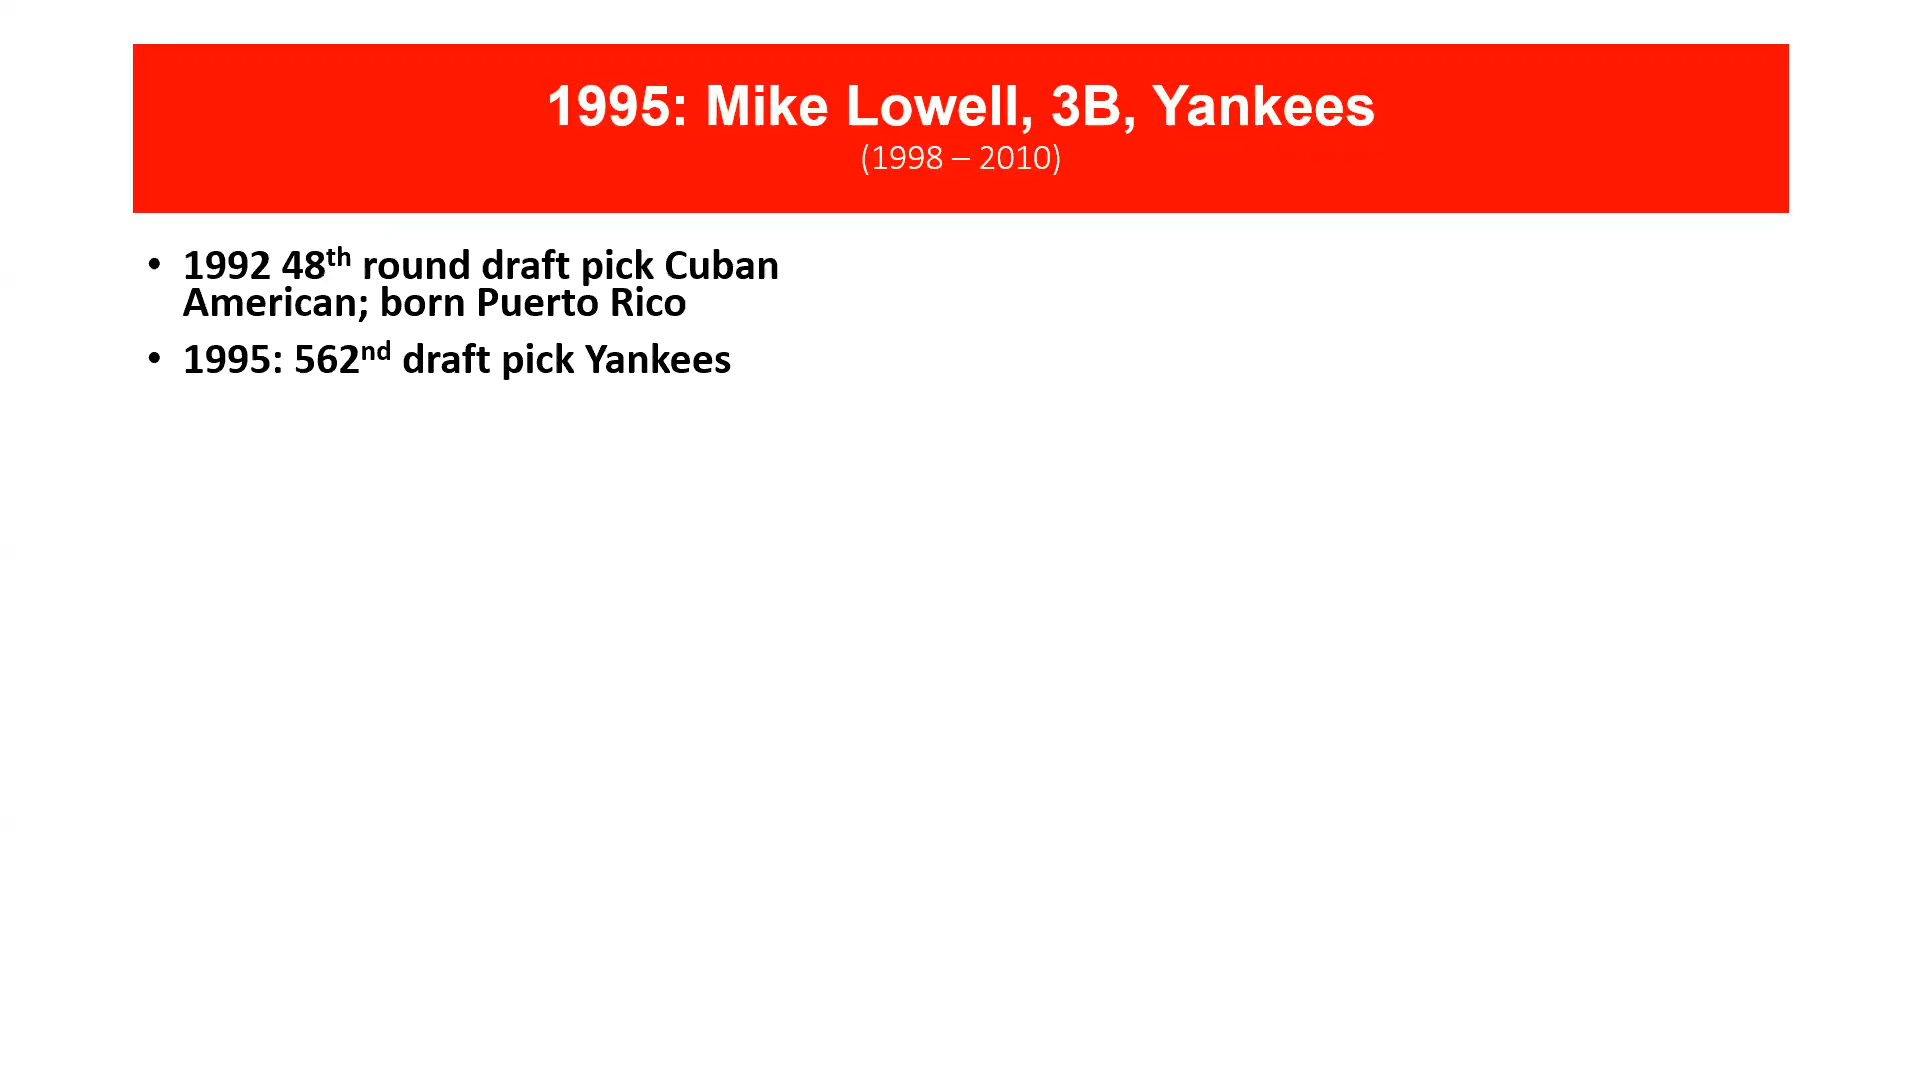 1995: Mike Lowell, 3B, Yankees
(1998 – 2010)
• 1992 48th round draft pick Cuban
American; born Puerto Rico
• 1995: 562nd draft pick Yankees